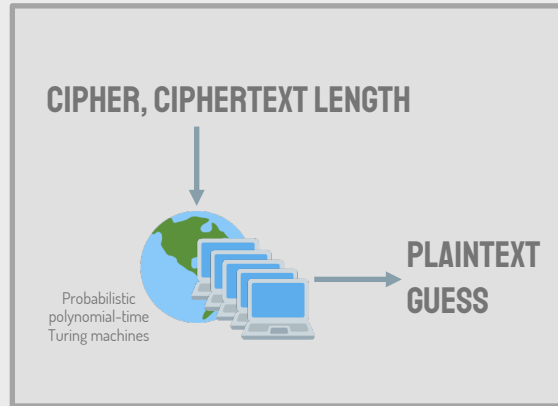 CIPHER, CIPHERTEXT LENGTH
PLAINTEXT
GUESS
Probabilistic
polynomial-time
Turing machines